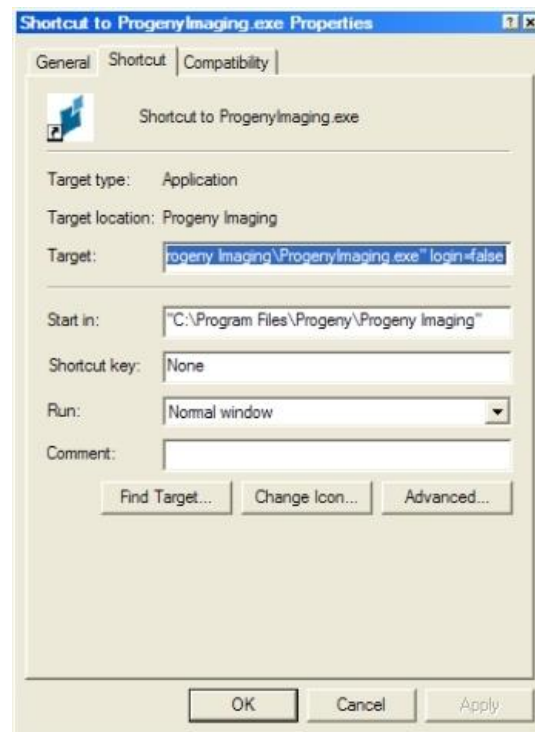 Shortcut to ProgenyImaging.exe Properties
General Shortcut Compatibility
Shortcut to ProgenyImaging.exe
Target type: Application
Target location: Progeny Imaging
Target: rogeny Imaging\ProgenyImaging.exe" login=false
Start in: "C:\Program Files\Progeny\Progeny Imaging"
Shortcut key: None
Run: Normal window
Comment:
Find Target... Change Icon... Advanced...
OK Cancel Apply